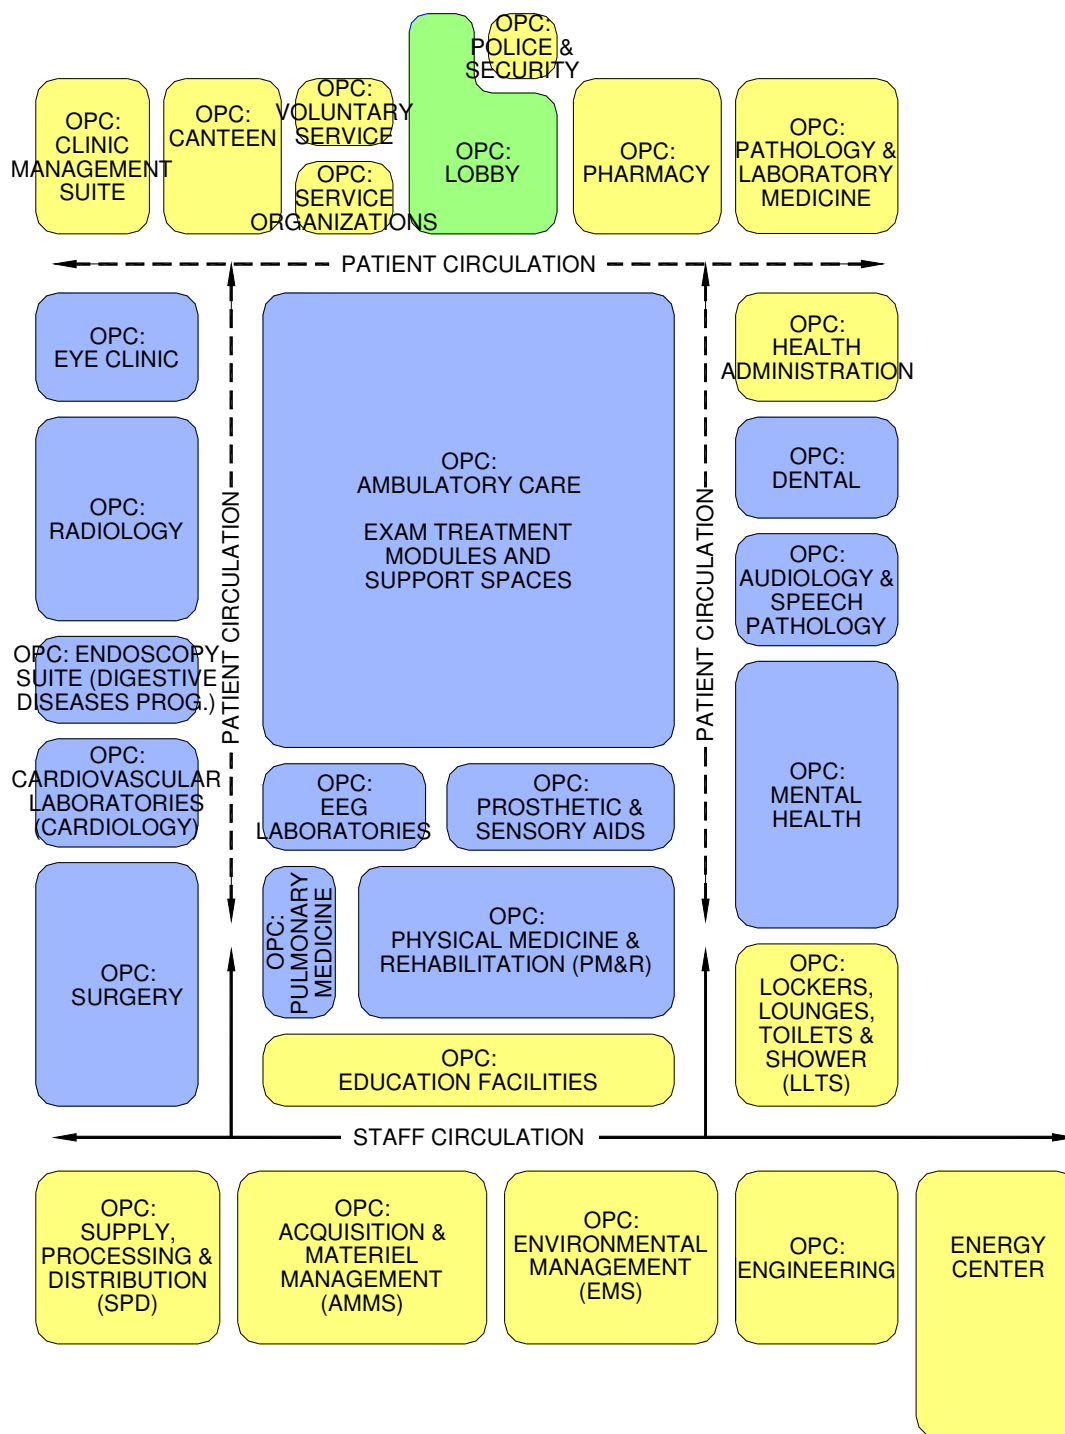 OPC:
POLICE &
SECURITY
OPC:
CLINIC
MANAGEMENT
SUITE
OPC:
CANTEEN
OPC:
VOLUNTARY
SERVICE
OPC:
SERVICE
ORGANIZATIONS
OPC:
LOBBY
OPC:
PHARMACY
OPC:
PATHOLOGY &
LABORATORY
MEDICINE
PATIENT CIRCULATION
OPC:
EYE CLINIC
OPC:
RADIOLOGY
OPC: ENDOSCOPY
SUITE (DIGESTIVE
DISEASES PROG.)
OPC:
CARDIOVASCULAR
LABORATORIES
(CARDIOLOGY)
OPC:
SURGERY
PATIENT CIRCULATION
OPC:
AMBULATORY CARE
EXAM TREATMENT
MODULES AND
SUPPORT SPACES
OPC:
EEG
LABORATORIES
OPC:
PROSTHETIC &
SENSORY AIDS
OPC:
PULMONARY
MEDICINE
OPC:
PHYSICAL MEDICINE &
REHABILITATION (PM&R)
OPC:
EDUCATION FACILITIES
PATIENT CIRCULATION
OPC:
HEALTH
ADMINISTRATION
OPC:
DENTAL
OPC:
AUDIOLOGY &
SPEECH
PATHOLOGY
OPC:
MENTAL
HEALTH
OPC:
LOCKERS,
LOUNGES,
TOILETS &
SHOWER
(LLTS)
STAFF CIRCULATION
OPC:
SUPPLY,
PROCESSING &
DISTRIBUTION
(SPD)
OPC:
ACQUISITION &
MATERIEL
MANAGEMENT
(AMMS)
OPC:
ENVIRONMENTAL
MANAGEMENT
(EMS)
OPC:
ENGINEERING
ENERGY
CENTER